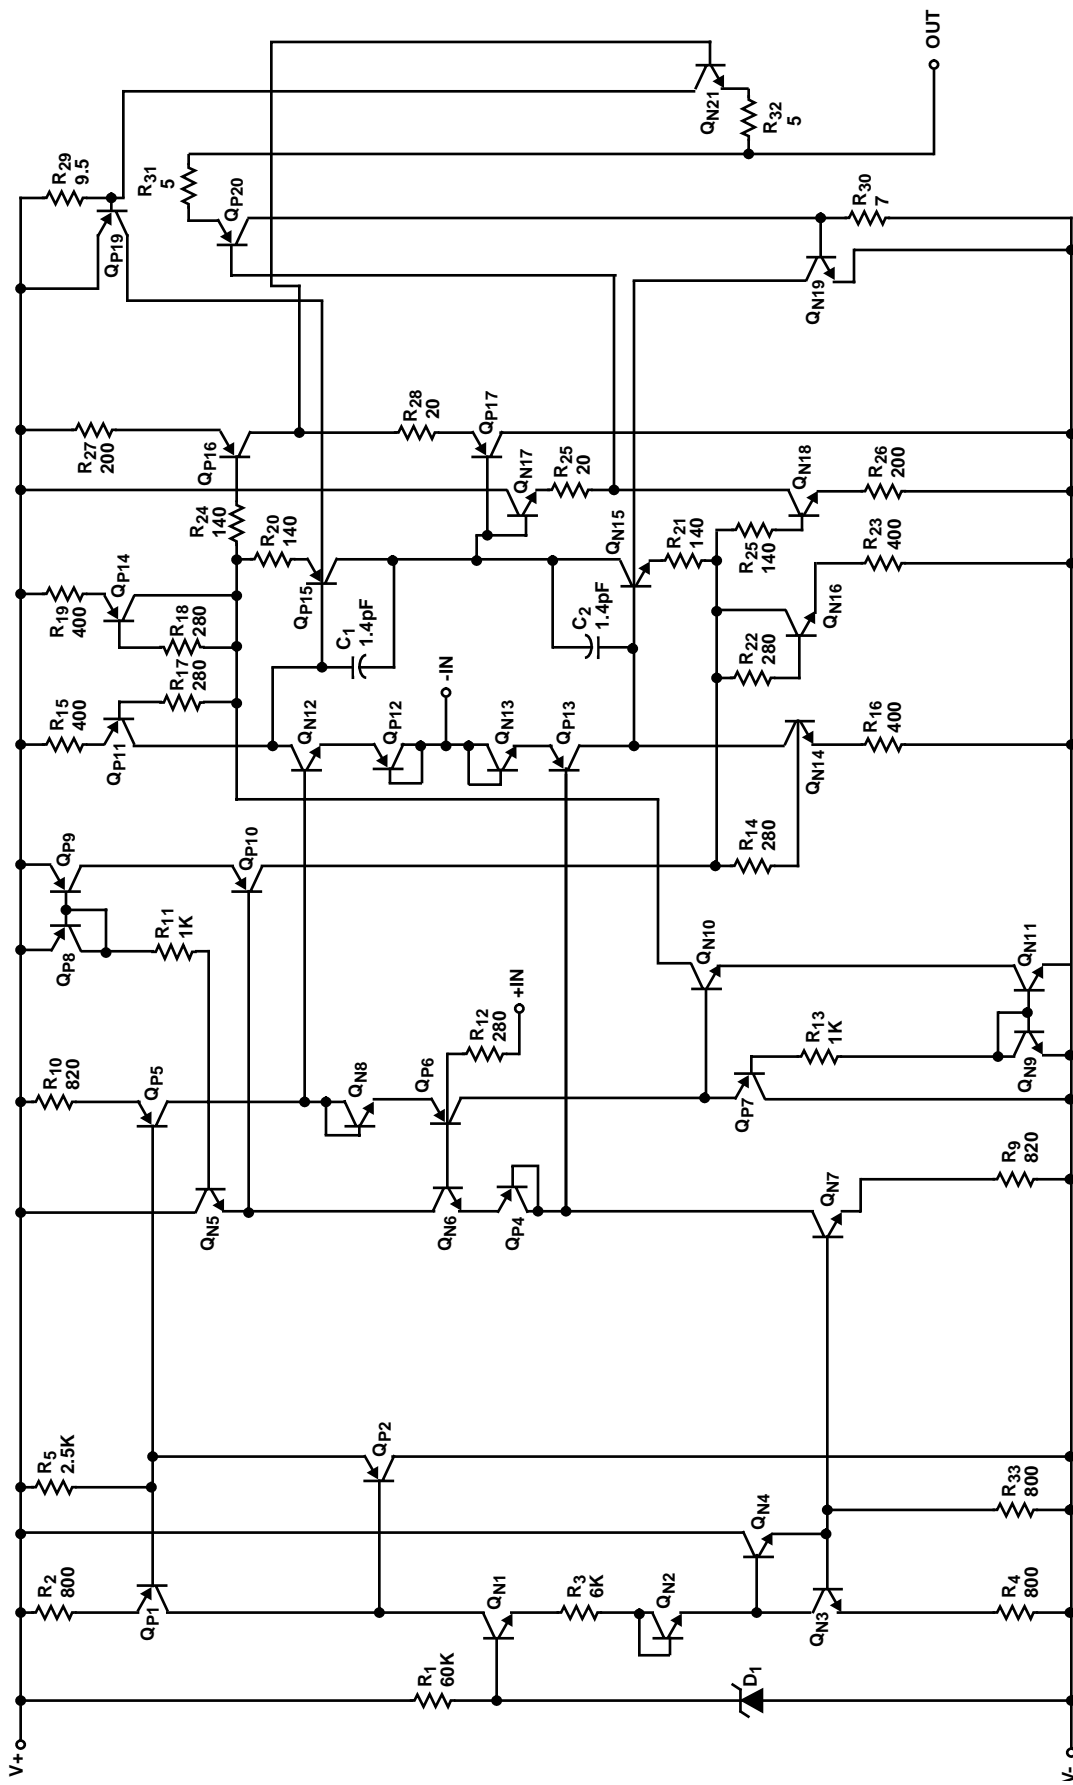 V+
R1
60K
D1
V-
R2
800
QP1
QN1
R3
6K
QN2
QN3
R4
800
R5
2.5K
QP2
QN4
R33
800
QN5
QN6
QP4
QN7
R9
820
R10
820
QP5
QN8
QP6
R12
280
+IN
QP7
R13
1K
QN9
QN11
QN10
QP8
QP9
R11
1K
QP10
R14
280
R15
400
QP11
R17
280
R18
280
R19
400
QP14
QN12
QP12
-IN
QN13
QP13
QN14
R16
400
C1
1.4pF
C2
1.4pF
R22
280
QN16
R23
400
R24
140
R20
140
QP15
QN15
R21
140
R25
140
QN18
R26
200
R27
200
QP16
R28
20
QP17
QN17
R25
20
QP19
R29
9.5
R31
5
QP20
QN19
R30
7
QN21
R32
5
OUT